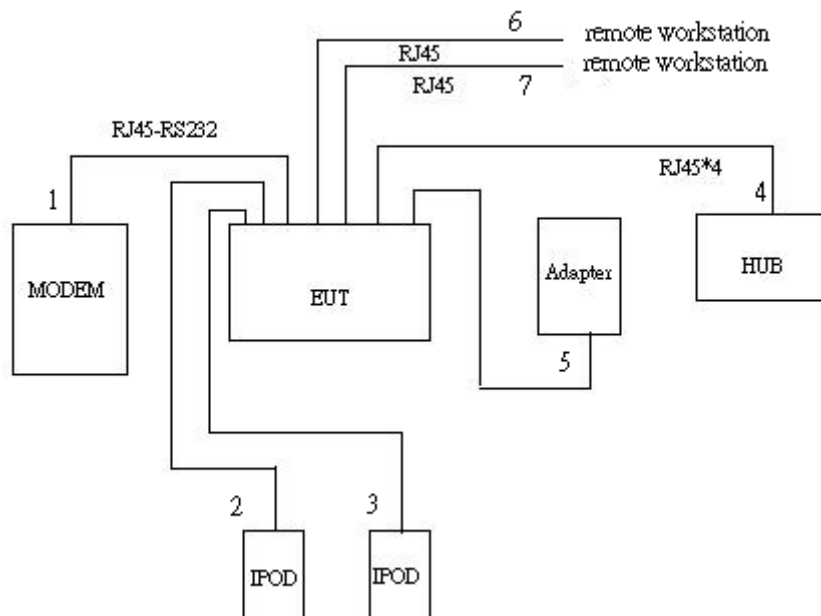 6
remote workstation
RJ45
remote workstation
RJ45
7
RJ45-RS232
RJ45*4
1
4
MODEM
EUT
Adapter
HUB
5
2
3
IPOD
IPOD